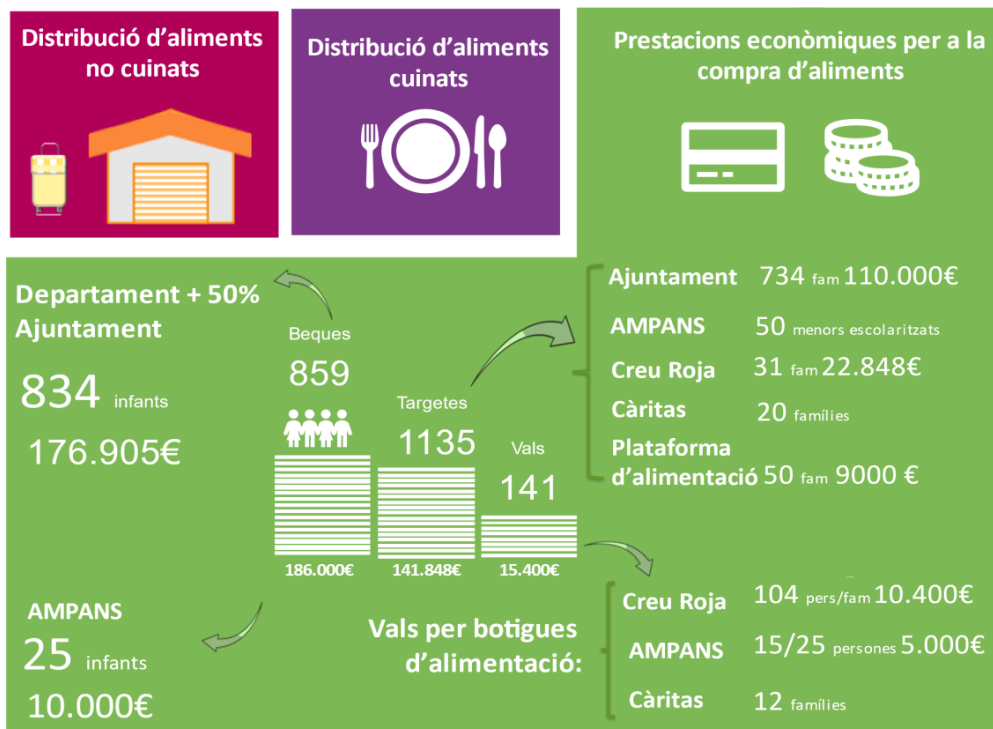 Distribució d'aliments
no cuinats
Distribució d'aliments
cuinats
Prestacions econòmiques per a la
compra d'aliments
Departament + 50%
Ajuntament
834 infants
176.905€
Beques
859
Targetes
1135
Vals
141
186.000€
141.848€
15.400€
Ajuntament 734 fam 110.000€
AMPANS 50 menors escolaritzats
Creu Roja 31 fam 22.848€
Càritas 20 famílies
Plataforma
d'alimentació 50 fam 9000 €
AMPANS
25 infants
10.000€
Vals per botigues
d'alimentació:
Creu Roja 104 pers/fam 10.400€
AMPANS 15/25 persones 5.000€
Càritas 12 famílies